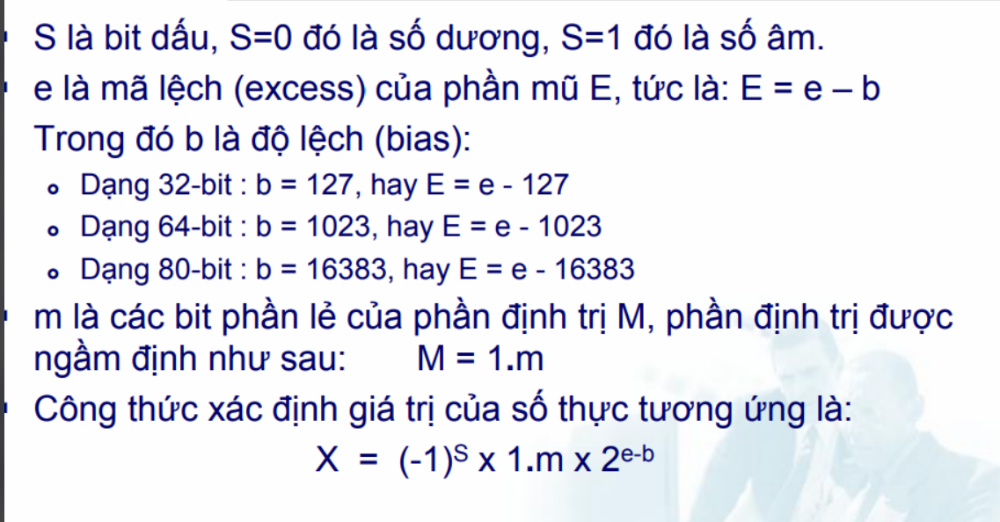 S là bit dấu, S=0 đó là số dương, S=1 đó là số âm.
e là mã lệch (excess) của phần mũ E, tức là: E = e – b
Trong đó b là độ lệch (bias):
Dạng 32-bit : b = 127, hay E = e - 127
Dạng 64-bit : b = 1023, hay E = e - 1023
Dạng 80-bit : b = 16383, hay E = e - 16383
m là các bit phần lẻ của phần định trị M, phần định trị được
ngầm định như sau: M = 1.m
Công thức xác định giá trị của số thực tương ứng là:
X = (-1)ˢ x 1.m x 2ᵉ⁻ᵇ